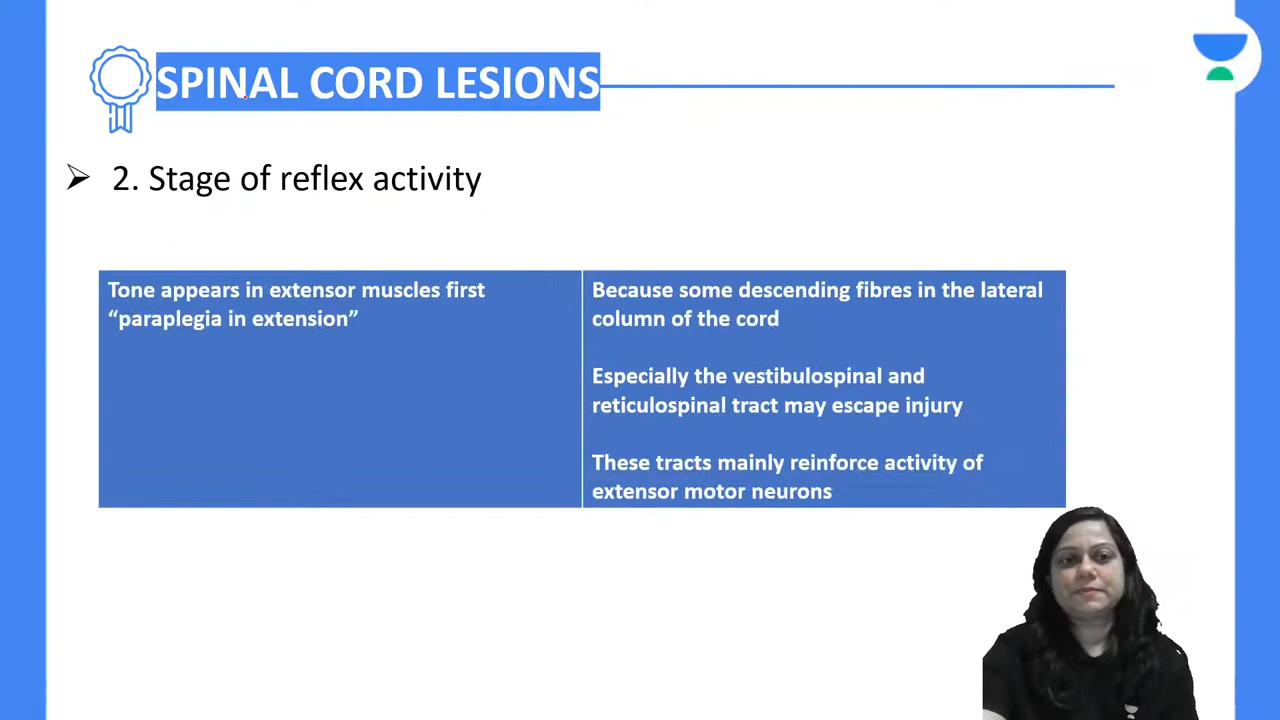 SPINAL CORD LESIONS
2. Stage of reflex activity
Tone appears in extensor muscles first
“paraplegia in extension”
Because some descending fibres in the lateral
column of the cord
Especially the vestibulospinal and
reticulospinal tract may escape injury
These tracts mainly reinforce activity of
extensor motor neurons